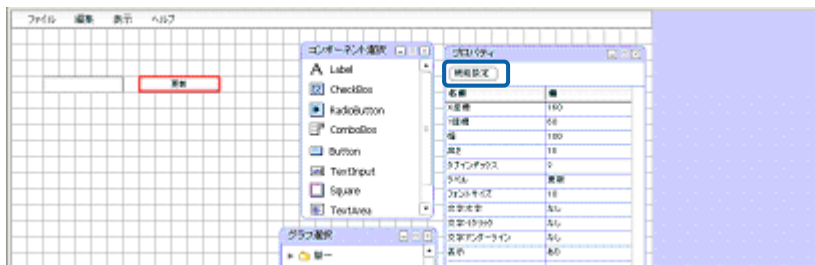 ファイル 編集 表示 ヘルプ
更新
コンポーネント選択
Label
CheckBox
RadioButton
ComboBox
Button
TextInput
Square
TextArea
グラフ選択
単一
プロパティ
詳細設定
名前 値
X座標 160
Y座標 60
幅 100
高さ 18
タブインデックス 9
ラベル 更新
フォントサイズ 10
文字太字 なし
文字イタリック なし
文字アンダーライン なし
表示 あり